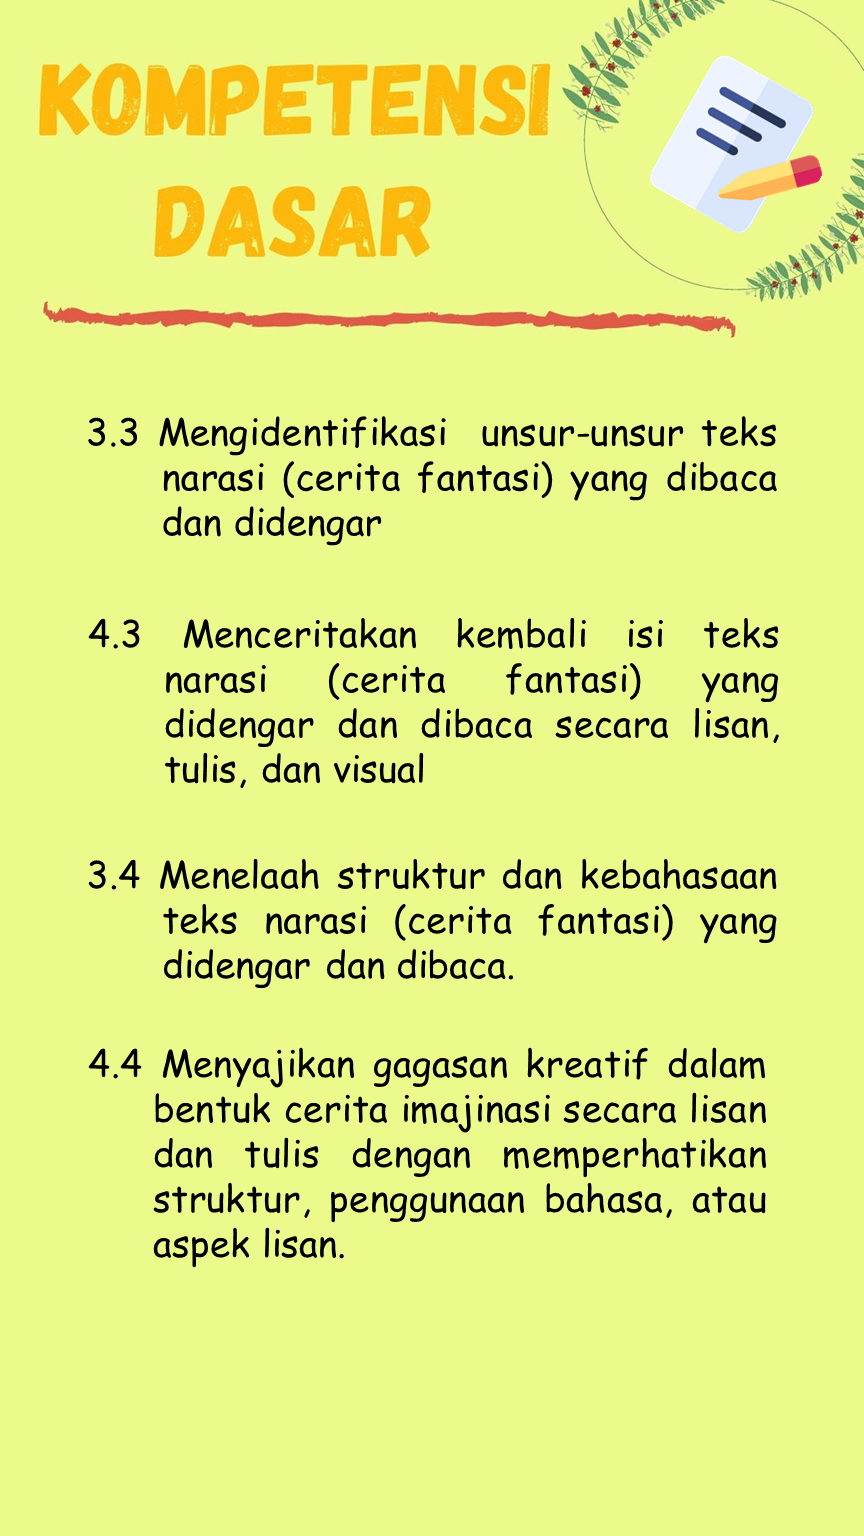 KOMPETENSI
DASAR
3.3 Mengidentifikasi unsur-unsur teks
narasi (cerita fantasi) yang dibaca
dan didengar
4.3 Menceritakan kembali isi teks
narasi (cerita fantasi) yang
didengar dan dibaca secara lisan,
tulis, dan visual
3.4 Menelaah struktur dan kebahasaan
teks narasi (cerita fantasi) yang
didengar dan dibaca.
4.4 Menyajikan gagasan kreatif dalam
bentuk cerita imajinasi secara lisan
dan tulis dengan memperhatikan
struktur, penggunaan bahasa, atau
aspek lisan.